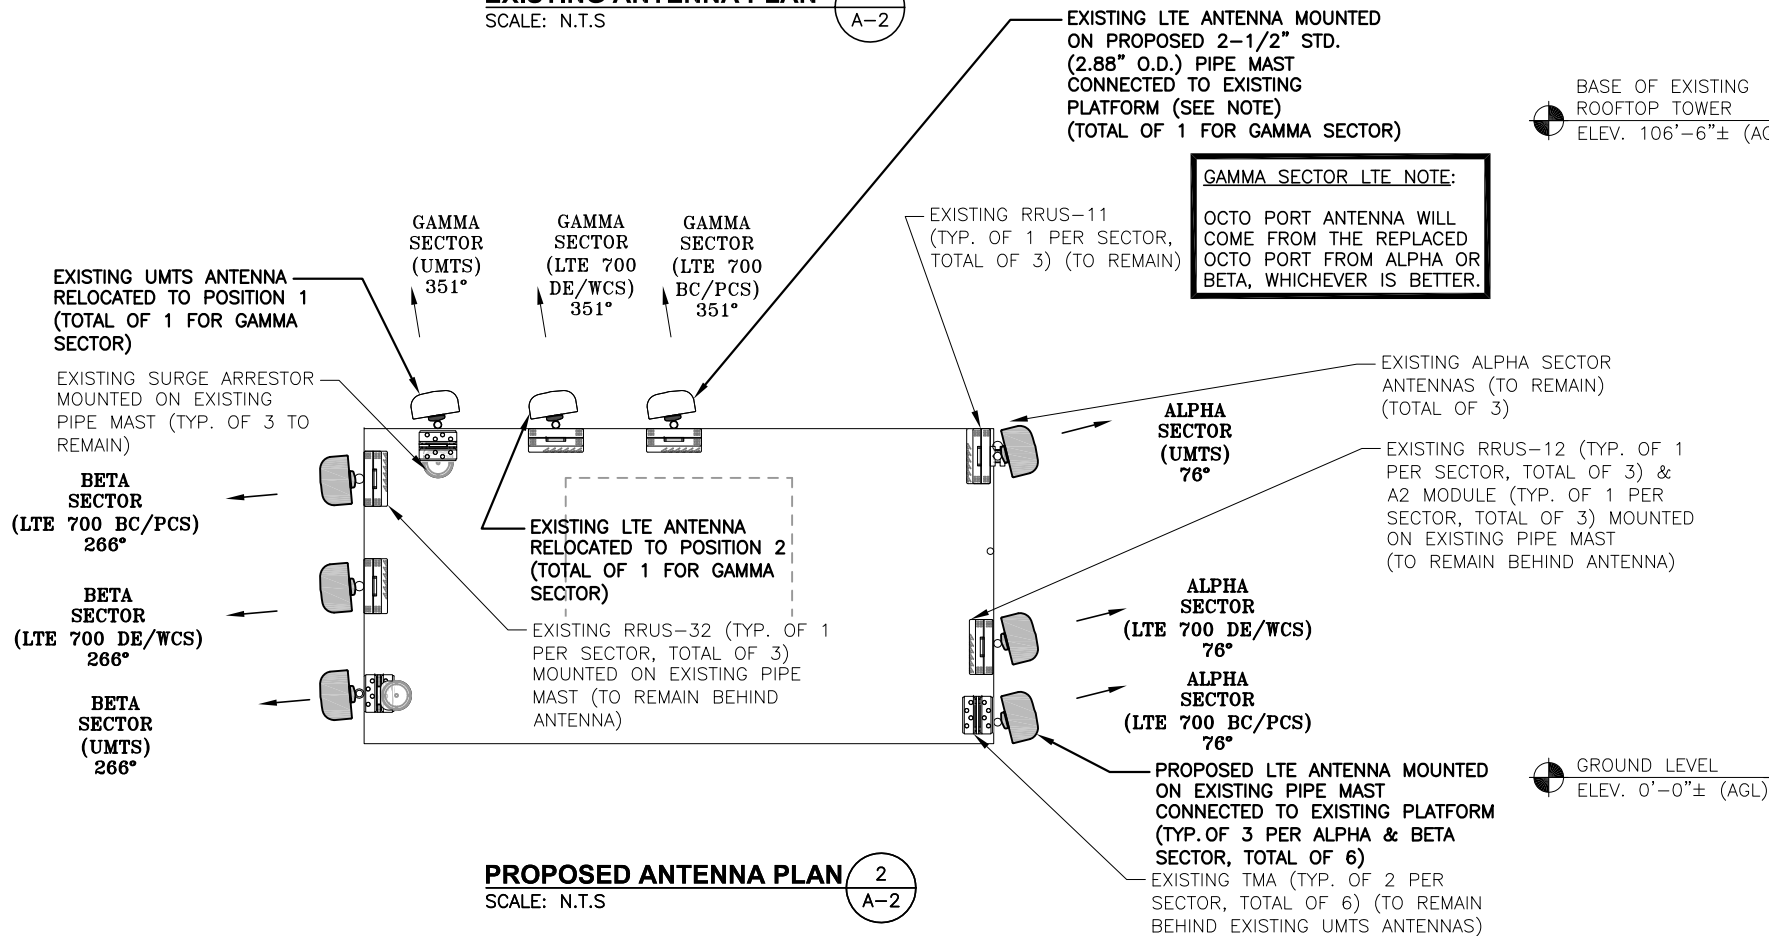 EXISTING ANTENNA PLAN
SCALE: N.T.S
A-2
EXISTING LTE ANTENNA MOUNTED
ON PROPOSED 2-1/2" STD.
(2.88" O.D.) PIPE MAST
CONNECTED TO EXISTING
PLATFORM (SEE NOTE)
(TOTAL OF 1 FOR GAMMA SECTOR)
BASE OF EXISTING
ROOFTOP TOWER
ELEV. 106'-6"±
GAMMA SECTOR LTE NOTE:
OCTO PORT ANTENNA WILL
COME FROM THE REPLACED
OCTO PORT FROM ALPHA OR
BETA, WHICHEVER IS BETTER.
EXISTING RRUS-11
(TYP. OF 1 PER SECTOR,
TOTAL OF 3) (TO REMAIN)
GAMMA
SECTOR
(UMTS)
351°
GAMMA
SECTOR
(LTE 700
DE/WCS)
351°
GAMMA
SECTOR
(LTE 700
BC/PCS)
351°
EXISTING UMTS ANTENNA
RELOCATED TO POSITION 1
(TOTAL OF 1 FOR GAMMA
SECTOR)
EXISTING SURGE ARRESTOR
MOUNTED ON EXISTING
PIPE MAST (TYP. OF 3 TO
REMAIN)
EXISTING ALPHA SECTOR
ANTENNAS (TO REMAIN)
(TOTAL OF 3)
ALPHA
SECTOR
(UMTS)
76°
EXISTING RRUS-12 (TYP. OF 1
PER SECTOR, TOTAL OF 3) &
A2 MODULE (TYP. OF 1 PER
SECTOR, TOTAL OF 3) MOUNTED
ON EXISTING PIPE MAST
(TO REMAIN BEHIND ANTENNA)
BETA
SECTOR
(LTE 700 BC/PCS)
266°
EXISTING LTE ANTENNA
RELOCATED TO POSITION 2
(TOTAL OF 1 FOR GAMMA
SECTOR)
BETA
SECTOR
(LTE 700 DE/WCS)
266°
ALPHA
SECTOR
(LTE 700 DE/WCS)
76°
EXISTING RRUS-32 (TYP. OF 1
PER SECTOR, TOTAL OF 3)
MOUNTED ON EXISTING PIPE
MAST (TO REMAIN BEHIND
ANTENNA)
BETA
SECTOR
(UMTS)
266°
ALPHA
SECTOR
(LTE 700 BC/PCS)
76°
PROPOSED LTE ANTENNA MOUNTED
ON EXISTING PIPE MAST
CONNECTED TO EXISTING PLATFORM
(TYP. OF 3 PER ALPHA & BETA
SECTOR, TOTAL OF 6)
GROUND LEVEL
ELEV. 0'-0"± (AGL)
EXISTING TMA (TYP. OF 2 PER
SECTOR, TOTAL OF 6) (TO REMAIN
BEHIND EXISTING UMTS ANTENNAS)
PROPOSED ANTENNA PLAN
2
A-2
SCALE: N.T.S